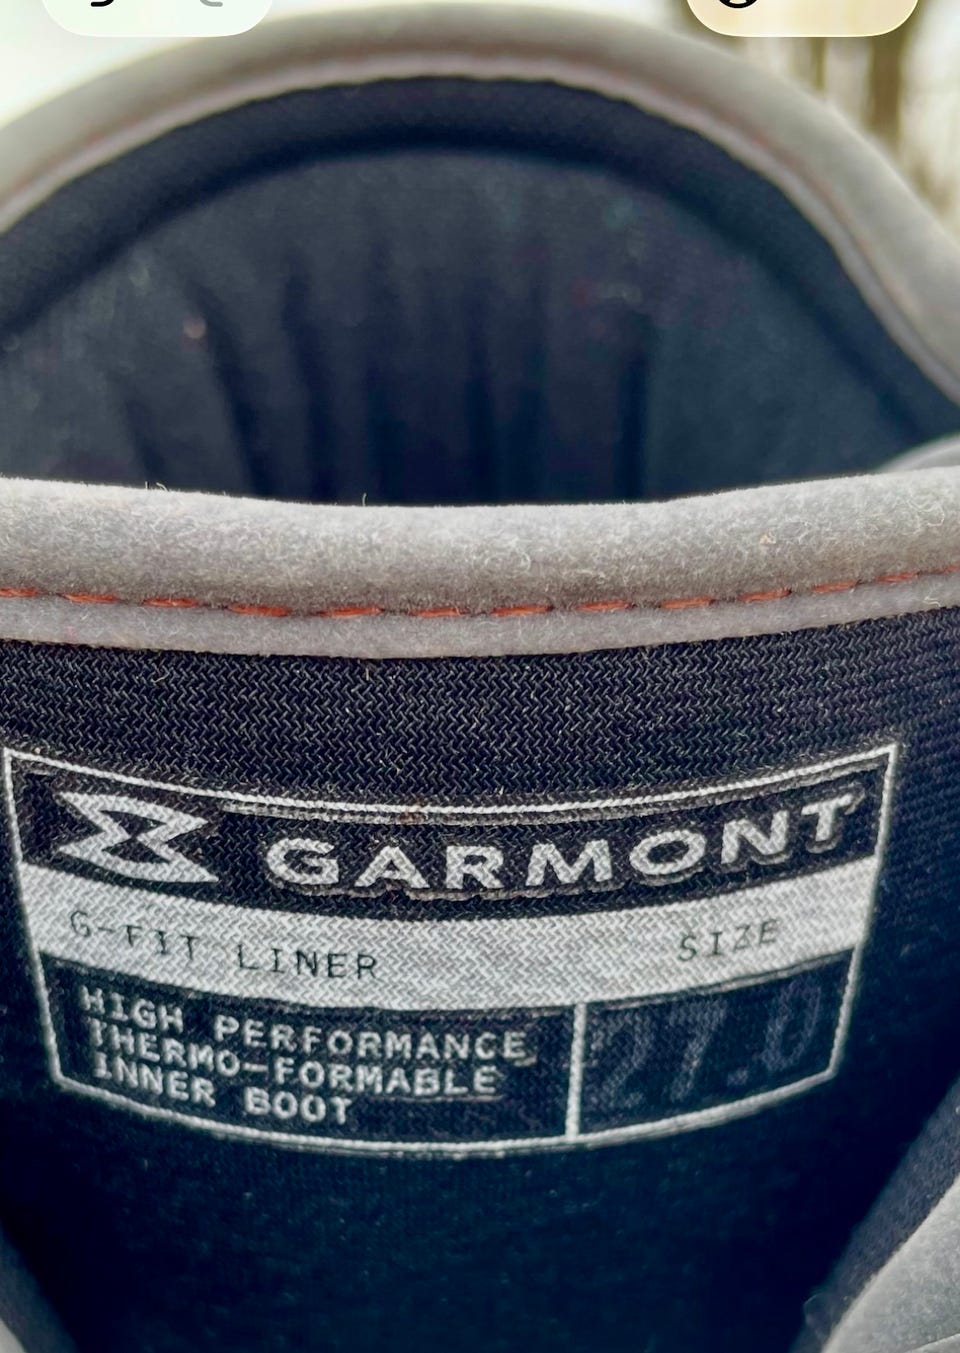 GARMONT
G-FIT LINER SIZE
HIGH PERFORMANCE
THERMO-FORMABLE
INNER BOOT
27.0